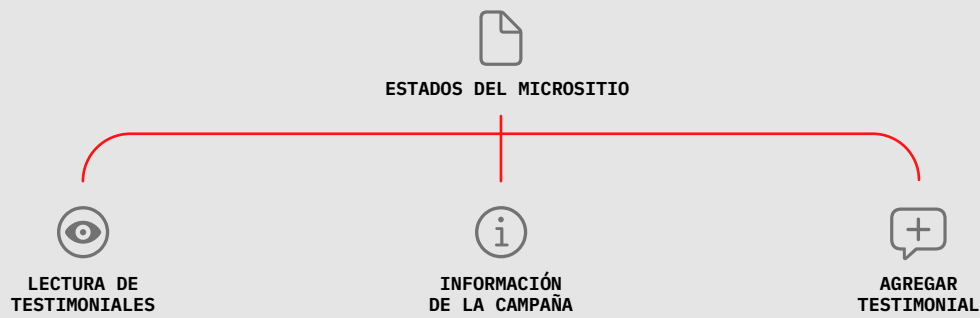 ESTADOS DEL MICROSITIO
LECTURA DE
TESTIMONIALES
INFORMACIÓN
DE LA CAMPAÑA
AGREGAR
TESTIMONIAL